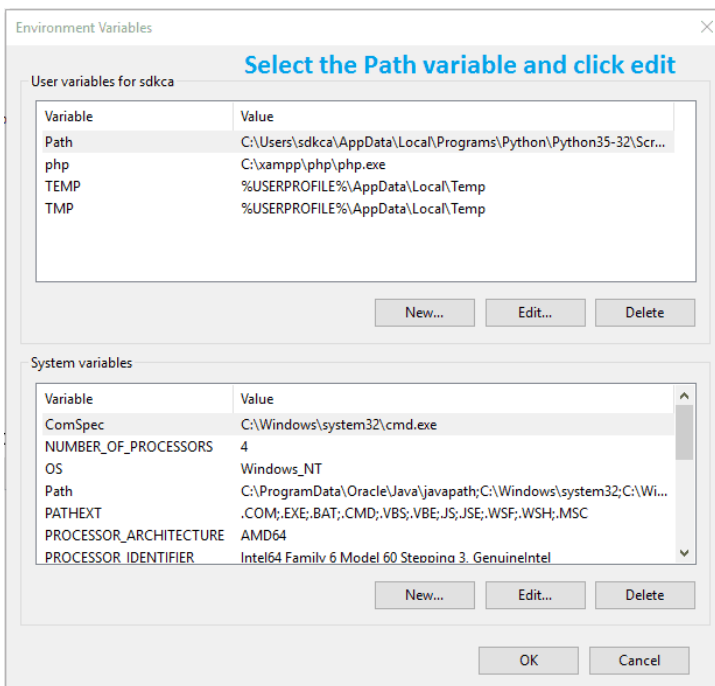 Environment Variables
Select the Path variable and click edit
User variables for sdkca
Variable Value
Path C:\Users\sdkca\AppData\Local\Programs\Python\Python35-32\Scr...
php C:\xampp\php\php.exe
TEMP %USERPROFILE%\AppData\Local\Temp
TMP %USERPROFILE%\AppData\Local\Temp
New... Edit... Delete
System variables
Variable Value
ComSpec C:\Windows\system32\cmd.exe
NUMBER_OF_PROCESSORS 4
OS Windows_NT
Path C:\ProgramData\Oracle\Java\javapath;C:\Windows\system32;C:\Wi...
PATHEXT .COM;.EXE;.BAT;.CMD;.VBS;.VBE;.JS;.JSE;.WSF;.WSH;.MSC
PROCESSOR_ARCHITECTURE AMD64
PROCESSOR_IDENTIFIER Intel64 Family 6 Model 60 Stepping 3, GenuineIntel
New... Edit... Delete
OK Cancel